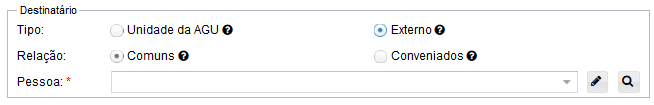 Destinatário
Tipo: Unidade da AGU Externo
Relação: Comuns Conveniados
Pessoa: *